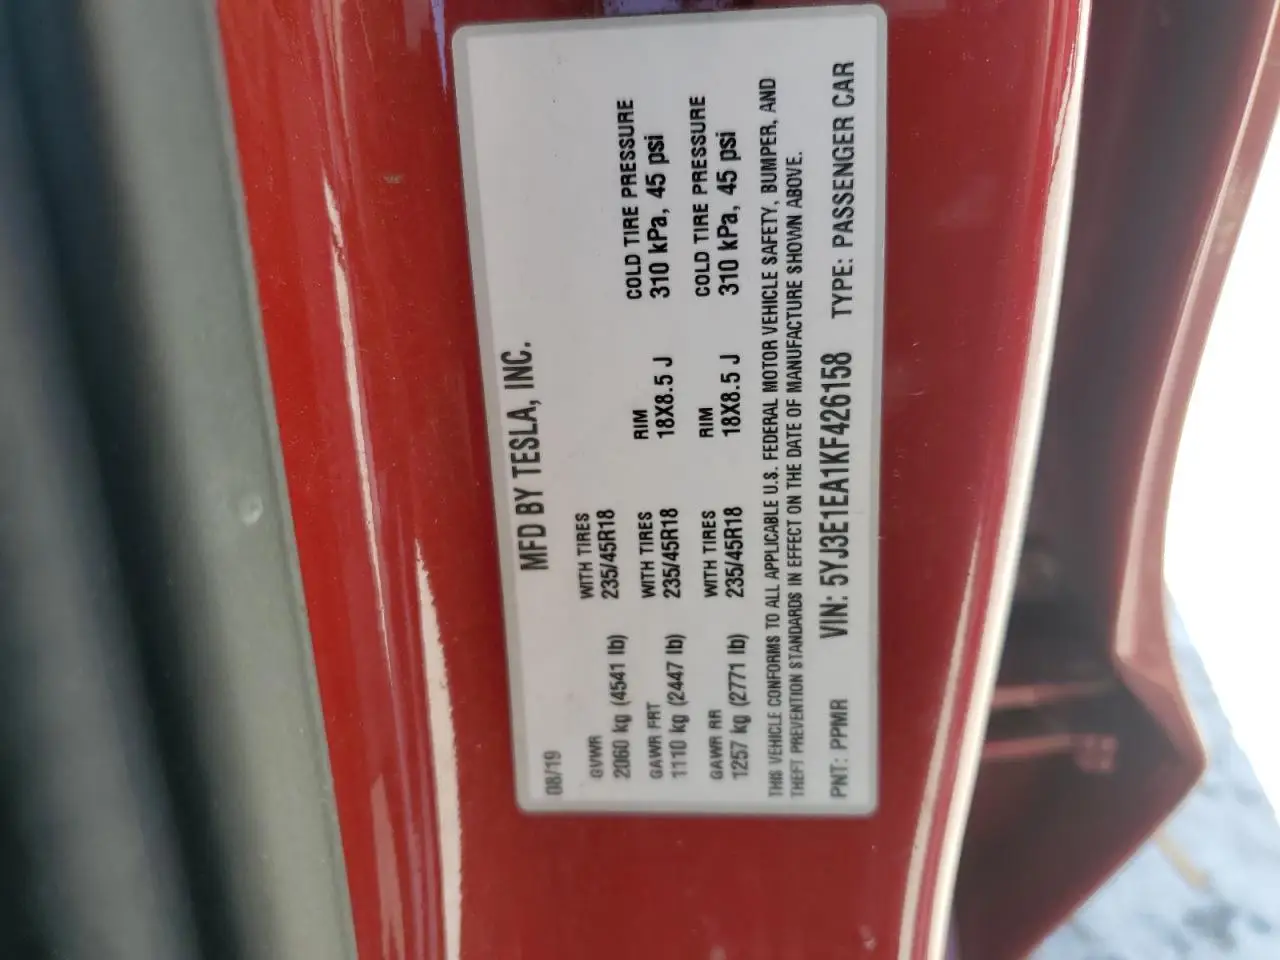 MFD BY TESLA, INC.
08/19
GVWR WITH TIRES
2060 kg (4541 lb) 235/45R18
GAWR FRT WITH TIRES RIM COLD TIRE PRESSURE
1110 kg (2447 lb) 235/45R18 18X8.5 J 310 kPa, 45 psi
GAWR RR WITH TIRES RIM COLD TIRE PRESSURE
1257 kg (2771 lb) 235/45R18 18X8.5 J 310 kPa, 45 psi
THIS VEHICLE CONFORMS TO ALL APPLICABLE U.S. FEDERAL MOTOR VEHICLE SAFETY, BUMPER, AND
THEFT PREVENTION STANDARDS IN EFFECT ON THE DATE OF MANUFACTURE SHOWN ABOVE.
PNT: PPMR VIN: 5YJ3E1EA1KF426158 TYPE: PASSENGER CAR